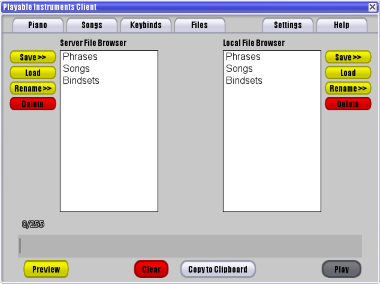 Playable Instruments Client
Piano Songs Keybinds Files Settings Help
Server File Browser
Local File Browser
Save>>
Load
Rename>>
Delete
Phrases
Songs
Bindsets
Phrases
Songs
Bindsets
Save>>
Load
Rename>>
Delete
0/255
Preview Clear Copy to Clipboard Play